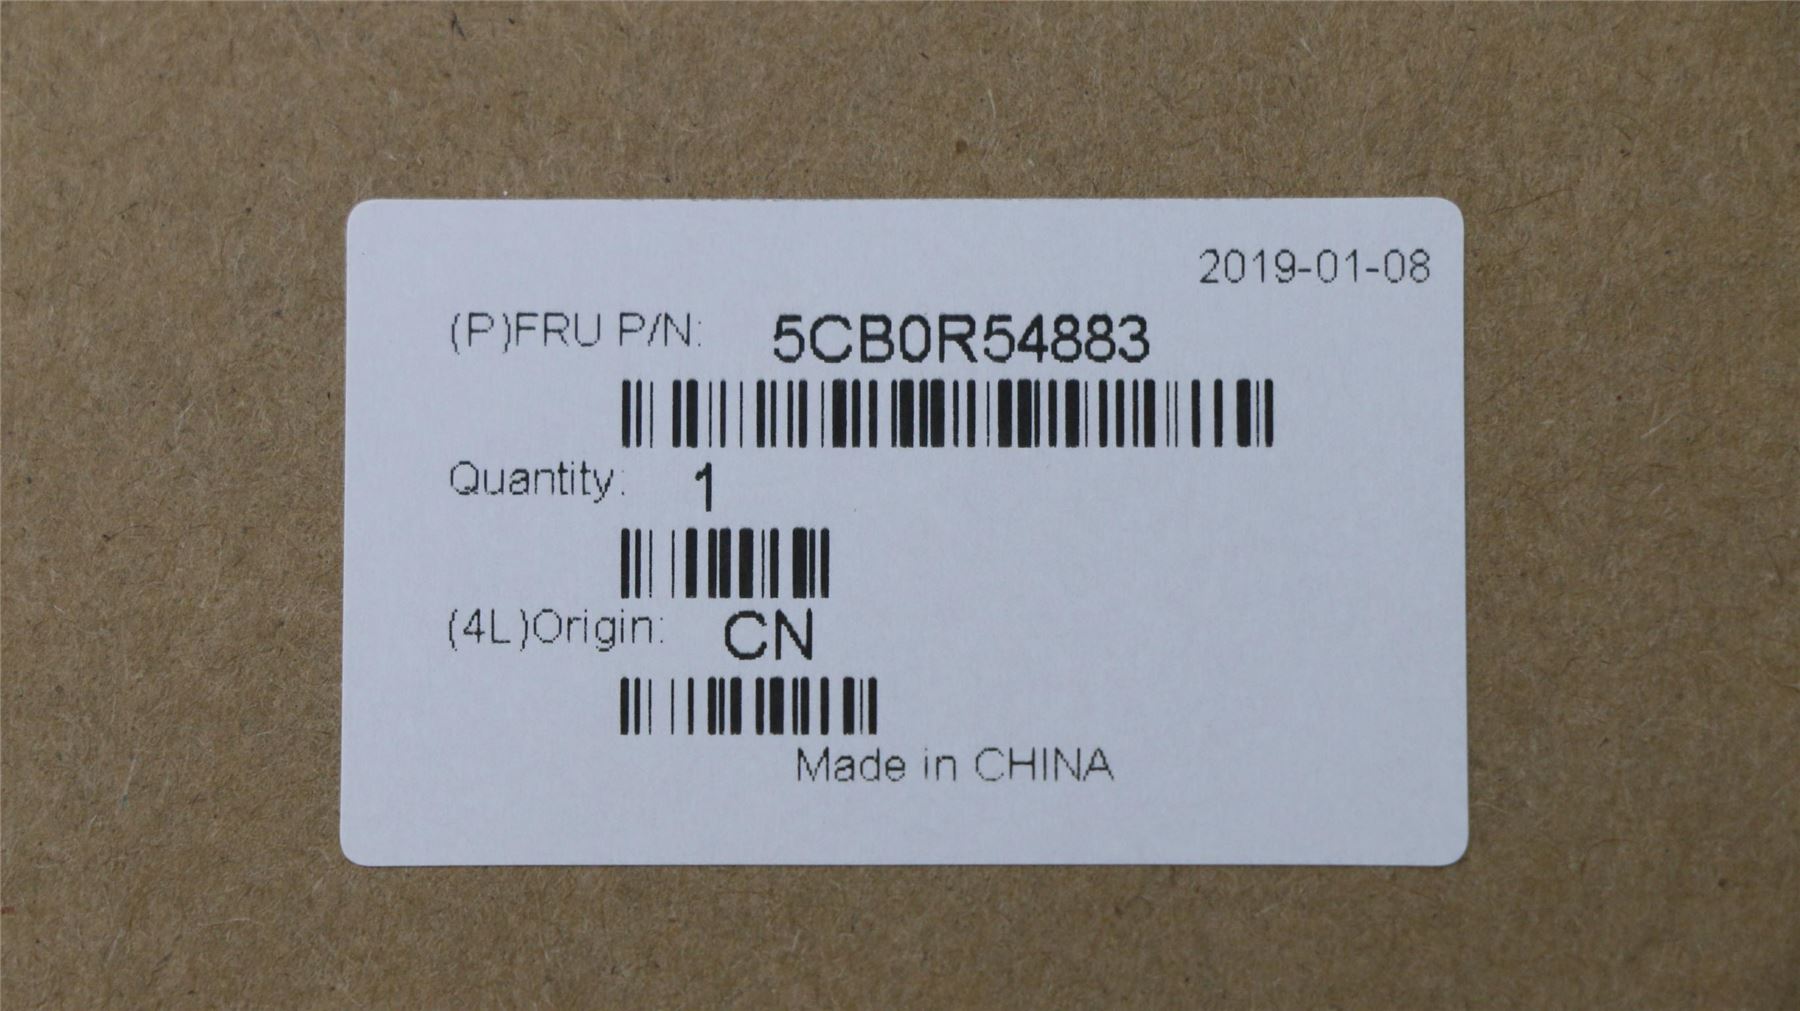 2019-01-08
(P)FRU P/N: 5CB0R54883
Quantity: 1
(4L)Origin: CN
Made in CHINA